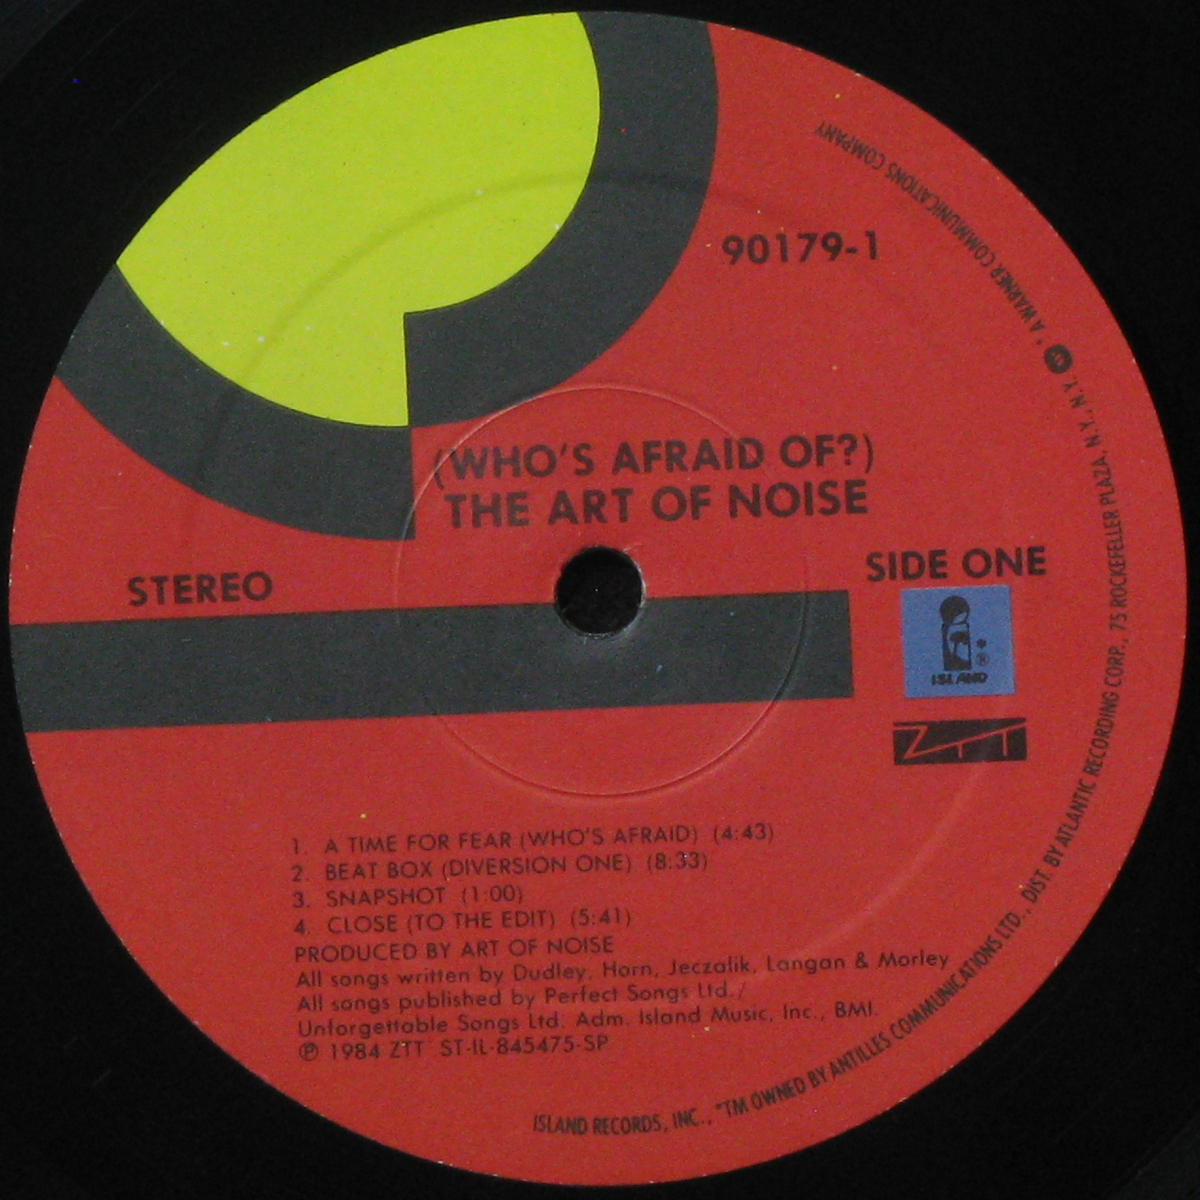 90179-1
(WHO'S AFRAID OF?)
THE ART OF NOISE
STEREO
SIDE ONE
ISLAND
®
ZTT
1. A TIME FOR FEAR (WHO'S AFRAID) (4:43)
2. BEAT BOX (DIVERSION ONE) (8:33)
3. SNAPSHOT (1:00)
4. CLOSE (TO THE EDIT) (5:41)
PRODUCED BY ART OF NOISE
All songs written by Dudley, Horn, Jeczalik, Langan & Morley
All songs published by Perfect Songs Ltd./
Unforgettable Songs Ltd. Adm. Island Music, Inc., BMI.
℗ 1984 ZTT ST-IL-845475-SP
ISLAND RECORDS, INC., *TM OWNED BY ANTILLES COMMUNICATIONS LTD., DIST. BY ATLANTIC RECORDING CORP., 75 ROCKEFELLER PLAZA, N.Y., N.Y. • A WARNER COMMUNICATIONS COMPANY